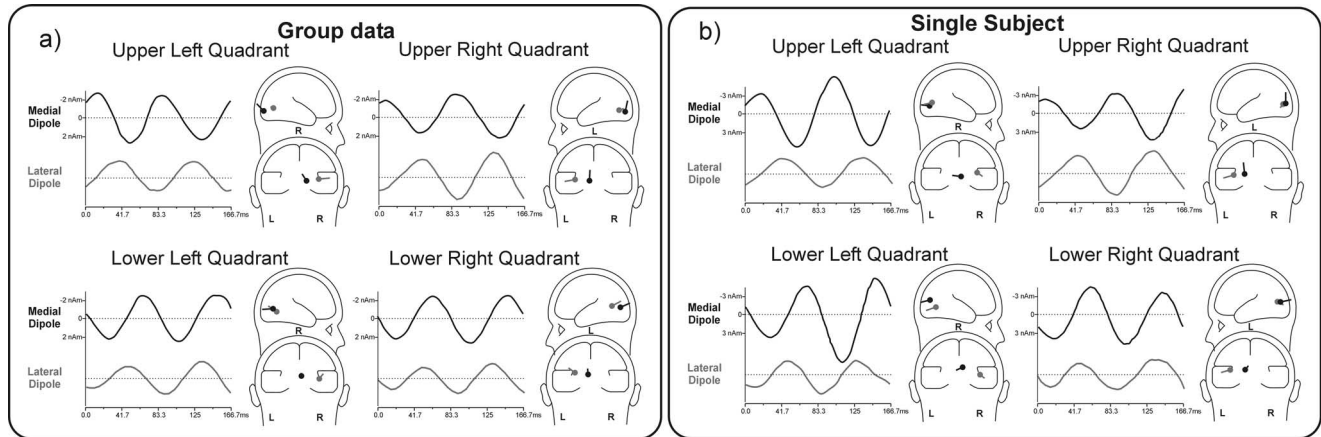 a)
Group data
Upper Left Quadrant
Upper Right Quadrant
Medial
Dipole
-2 nAm
0
2 nAm
Lateral
Dipole
0.0 41.7 83.3 125 166.7ms
R
L R
-2 nAm
0
2 nAm
0.0 41.7 83.3 125 166.7ms
L
L R
Lower Left Quadrant
Lower Right Quadrant
Medial
Dipole
-2 nAm
0
2 nAm
Lateral
Dipole
0.0 41.7 83.3 125 166.7ms
R
L R
-2 nAm
0
2 nAm
0.0 41.7 83.3 125 166.7ms
L
L R
b)
Single Subject
Upper Left Quadrant
Upper Right Quadrant
Medial
Dipole
-3 nAm
0
3 nAm
Lateral
Dipole
0.0 41.7 83.3 125 166.7ms
R
L R
-3 nAm
0
3 nAm
0.0 41.7 83.3 125 166.7ms
L
L R
Lower Left Quadrant
Lower Right Quadrant
Medial
Dipole
-3 nAm
0
3 nAm
Lateral
Dipole
0.0 41.7 83.3 125 166.7ms
R
L R
-3 nAm
0
3 nAm
0.0 41.7 83.3 125 166.7ms
L
L R